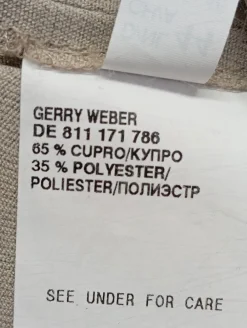 GERRY WEBER
DE 811 171 786
65 % CUPRO/КУПРО
35 % POLYESTER/
POLIESTER/ПОЛИЭСТР
SEE UNDER FOR CARE